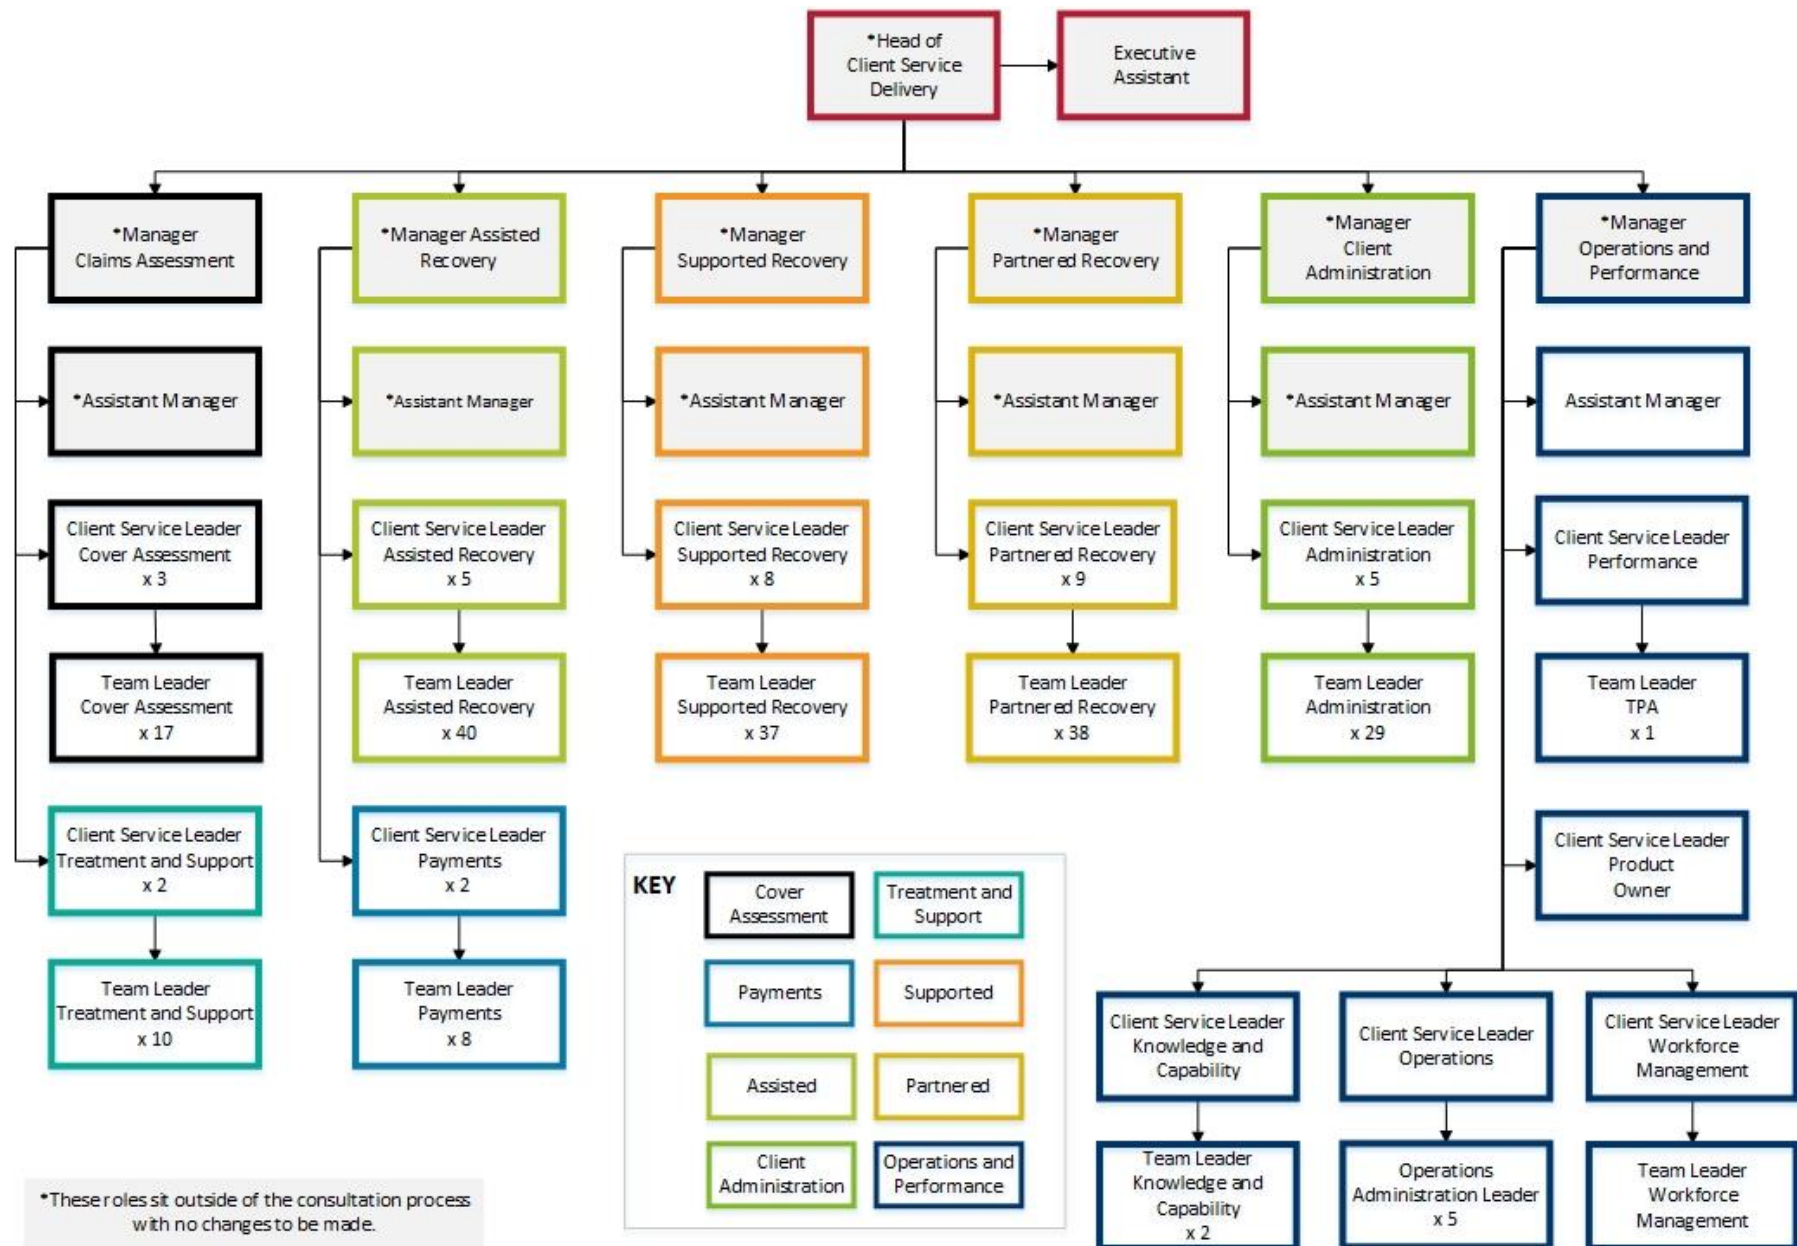 *Head of
Client Service
Delivery
Executive
Assistant
*Manager
Claims Assessment
*Manager Assisted
Recovery
*Manager
Supported Recovery
*Manager
Partnered Recovery
*Manager
Client
Administration
*Manager
Operations and
Performance
*Assistant Manager
*Assistant Manager
*Assistant Manager
*Assistant Manager
*Assistant Manager
Assistant Manager
Client Service Leader
Cover Assessment
x 3
Client Service Leader
Assisted Recovery
x 5
Client Service Leader
Supported Recovery
x 8
Client Service Leader
Partnered Recovery
x 9
Client Service Leader
Administration
x 5
Client Service Leader
Performance
Team Leader
Cover Assessment
x 17
Team Leader
Assisted Recovery
x 40
Team Leader
Supported Recovery
x 37
Team Leader
Partnered Recovery
x 38
Team Leader
Administration
x 29
Team Leader
TPA
x 1
Client Service Leader
Treatment and Support
x 2
Client Service Leader
Payments
x 2
Client Service Leader
Product
Owner
Team Leader
Treatment and Support
x 10
Team Leader
Payments
x 8
KEY
Cover
Assessment
Treatment and
Support
Payments
Supported
Assisted
Partnered
Client
Administration
Operations and
Performance
Client Service Leader
Knowledge and
Capability
Client Service Leader
Operations
Client Service Leader
Workforce
Management
Team Leader
Knowledge and
Capability
x 2
Operations
Administration Leader
x 5
Team Leader
Workforce
Management
*These roles sit outside of the consultation process
with no changes to be made.